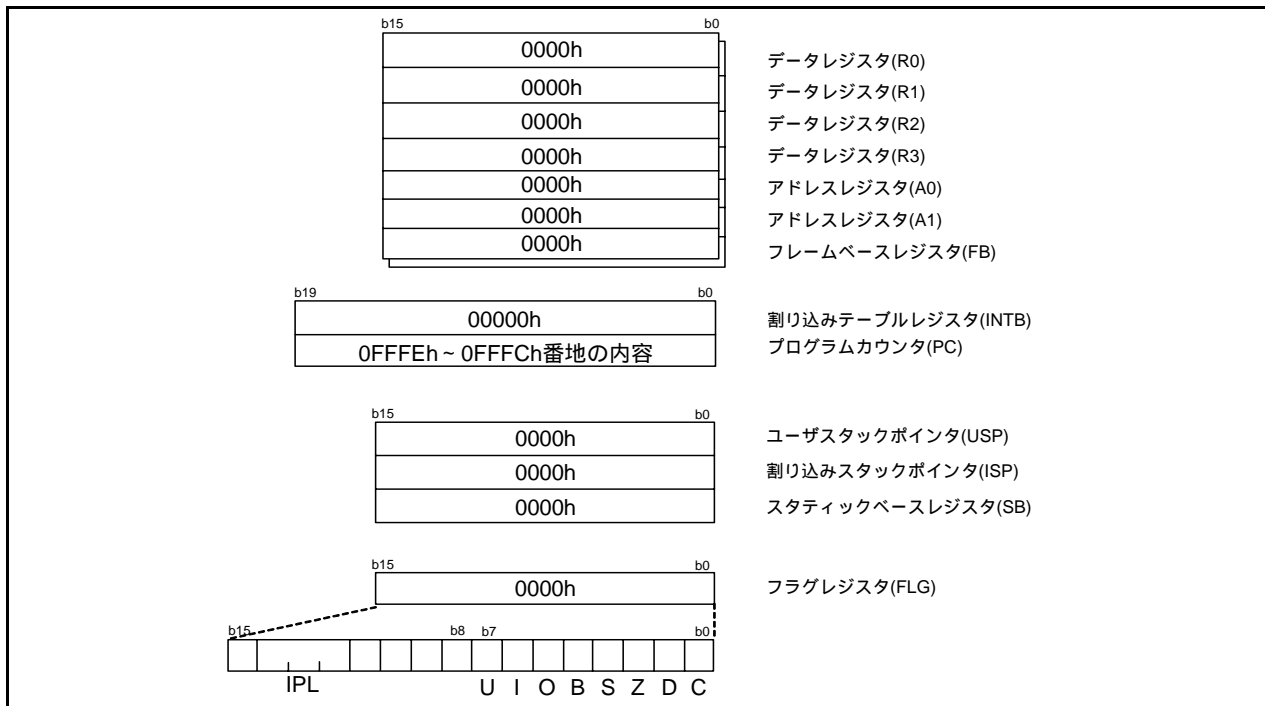 b15 b0
0000h データレジスタ(R0)
0000h データレジスタ(R1)
0000h データレジスタ(R2)
0000h データレジスタ(R3)
0000h アドレスレジスタ(A0)
0000h アドレスレジスタ(A1)
0000h フレームベースレジスタ(FB)
b19 b0
00000h 割り込みテーブルレジスタ(INTB)
0FFFEh ~ 0FFFCh番地の内容 プログラムカウンタ(PC)
b15 b0
0000h ユーザスタックポインタ(USP)
0000h 割り込みスタックポインタ(ISP)
0000h スタティックベースレジスタ(SB)
b15 b0
0000h フラグレジスタ(FLG)
b15 b8 b7 b0
IPL U I O B S Z D C